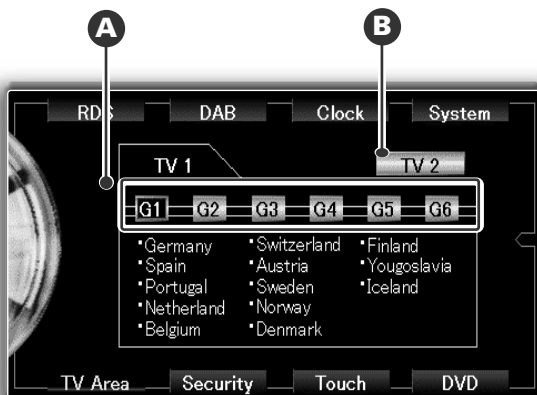 A B
RDS DAB Clock System
TV 1 TV 2
G1 G2 G3 G4 G5 G6
•Germany •Switzerland •Finland
•Spain •Austria •Yougoslavia
•Portugal •Sweden •Iceland
•Netherland •Norway
•Belgium •Denmark
TV Area Security Touch DVD